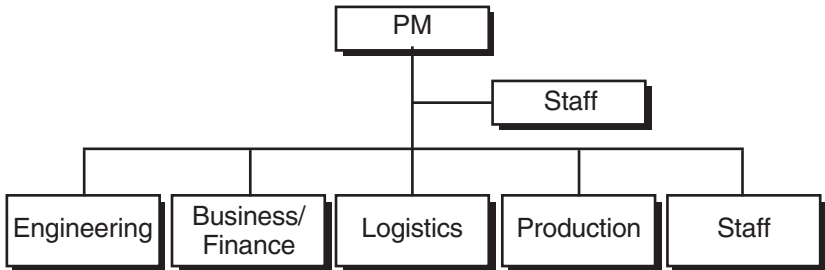 PM
Staff
Engineering
Business/
Finance
Logistics
Production
Staff